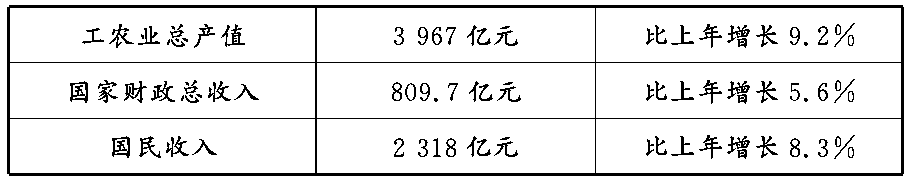 工农业总产值 3 967 亿元 比上年增长 9.2%
国家财政总收入 809.7 亿元 比上年增长 5.6%
国民收入 2 318 亿元 比上年增长 8.3%